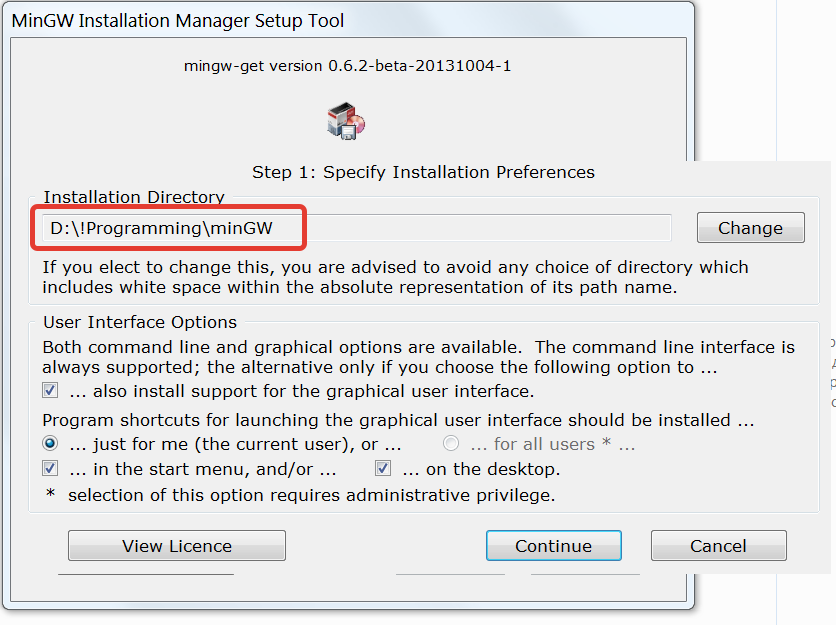 MinGW Installation Manager Setup Tool
mingw-get version 0.6.2-beta-20131004-1
Step 1: Specify Installation Preferences
Installation Directory
D:\!Programming\minGW
Change
If you elect to change this, you are advised to avoid any choice of directory which
includes white space within the absolute representation of its path name.
User Interface Options
Both command line and graphical options are available.  The command line interface is
always supported; the alternative only if you choose the following option to ...
... also install support for the graphical user interface.
Program shortcuts for launching the graphical user interface should be installed ...
... just for me (the current user), or ... ... for all users * ...
... in the start menu, and/or ... ... on the desktop.
* selection of this option requires administrative privilege.
View Licence Continue Cancel